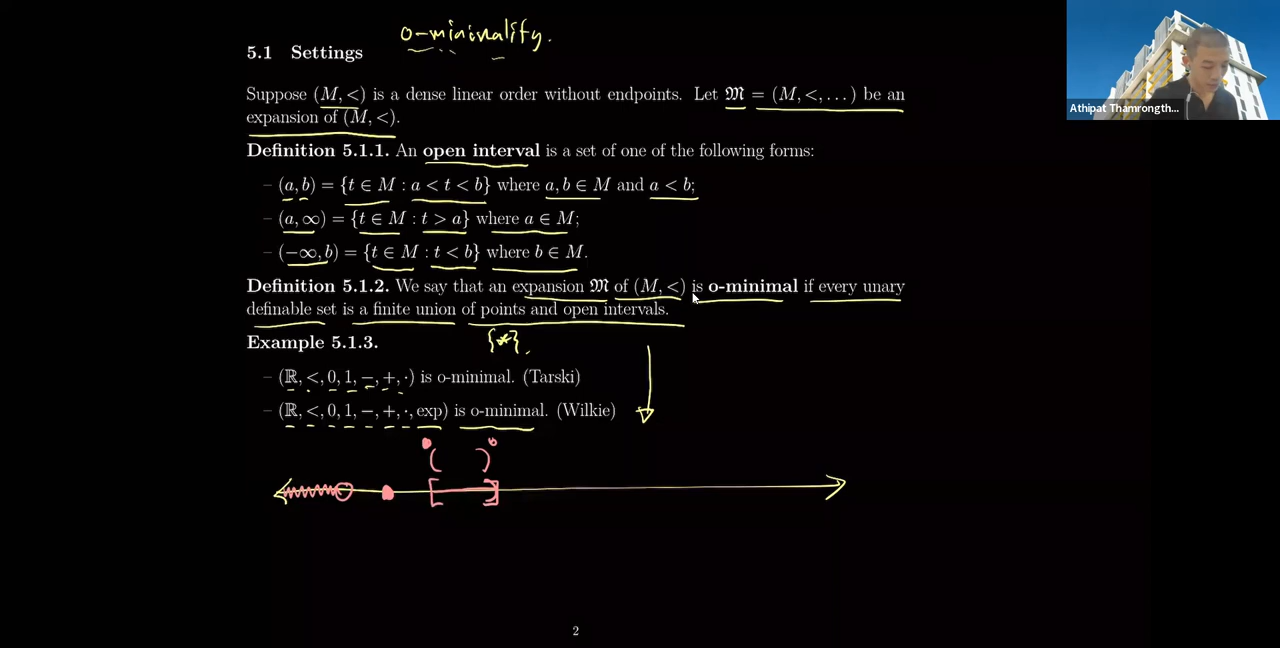 o-minimality.
5.1 Settings
Suppose (M, <) is a dense linear order without endpoints. Let 𝔐 = (M, <, . . . ) be an
expansion of (M, <).
Definition 5.1.1. An open interval is a set of one of the following forms:
– (a, b) = {t ∈ M : a < t < b} where a, b ∈ M and a < b;
– (a, ∞) = {t ∈ M : t > a} where a ∈ M;
– (−∞, b) = {t ∈ M : t < b} where b ∈ M.
Definition 5.1.2. We say that an expansion 𝔐 of (M, <) is o-minimal if every unary
definable set is a finite union of points and open intervals.
Example 5.1.3.
– (ℝ, <, 0, 1, −, +, ·) is o-minimal. (Tarski)
– (ℝ, <, 0, 1, −, +, ·, exp) is o-minimal. (Wilkie)
2
Athipat Thamrongth...